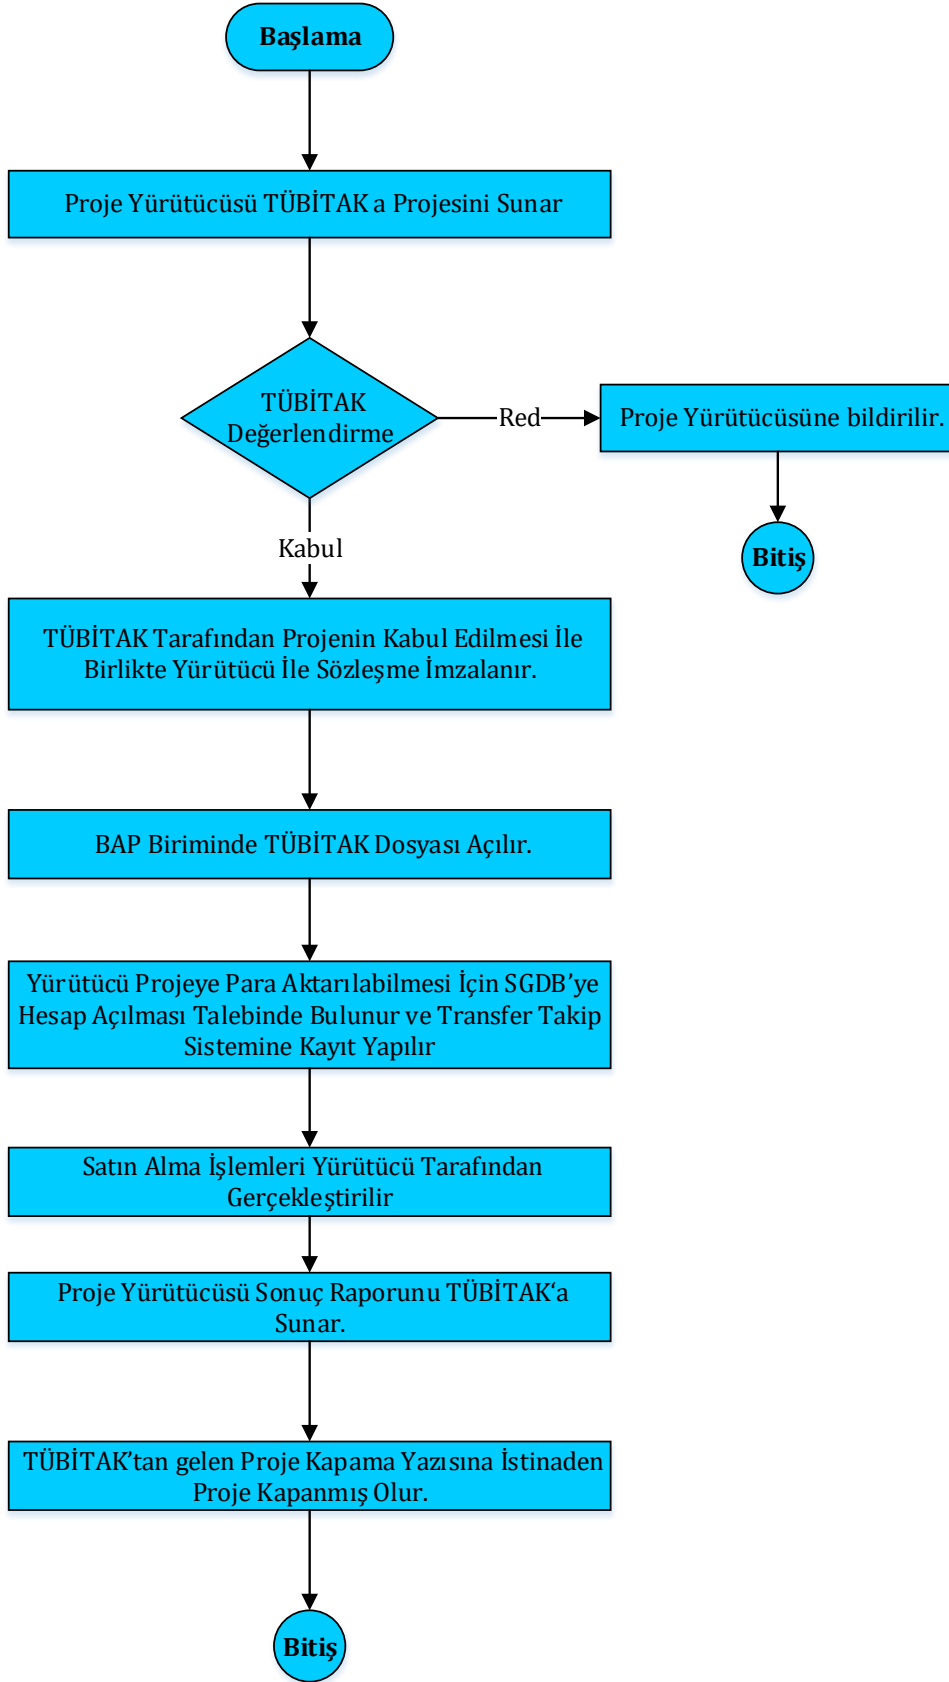 Başlama
Proje Yürütücüsü TÜBİTAK a Projesini Sunar
TÜBİTAK
Değerlendirme
Red
Proje Yürütücüsüne bildirilir.
Bitiş
Kabul
TÜBİTAK Tarafından Projenin Kabul Edilmesi İle
Birlikte Yürütücü İle Sözleşme İmzalanır.
BAP Biriminde TÜBİTAK Dosyası Açılır.
Yürütücü Projeye Para Aktarılabilmesi İçin SGDB’ye
Hesap Açılması Talebinde Bulunur ve Transfer Takip
Sistemine Kayıt Yapılır
Satın Alma İşlemleri Yürütücü Tarafından
Gerçekleştirilir
Proje Yürütücüsü Sonuç Raporunu TÜBİTAK‘a
Sunar.
TÜBİTAK’tan gelen Proje Kapama Yazısına İstinaden
Proje Kapanmış Olur.
Bitiş